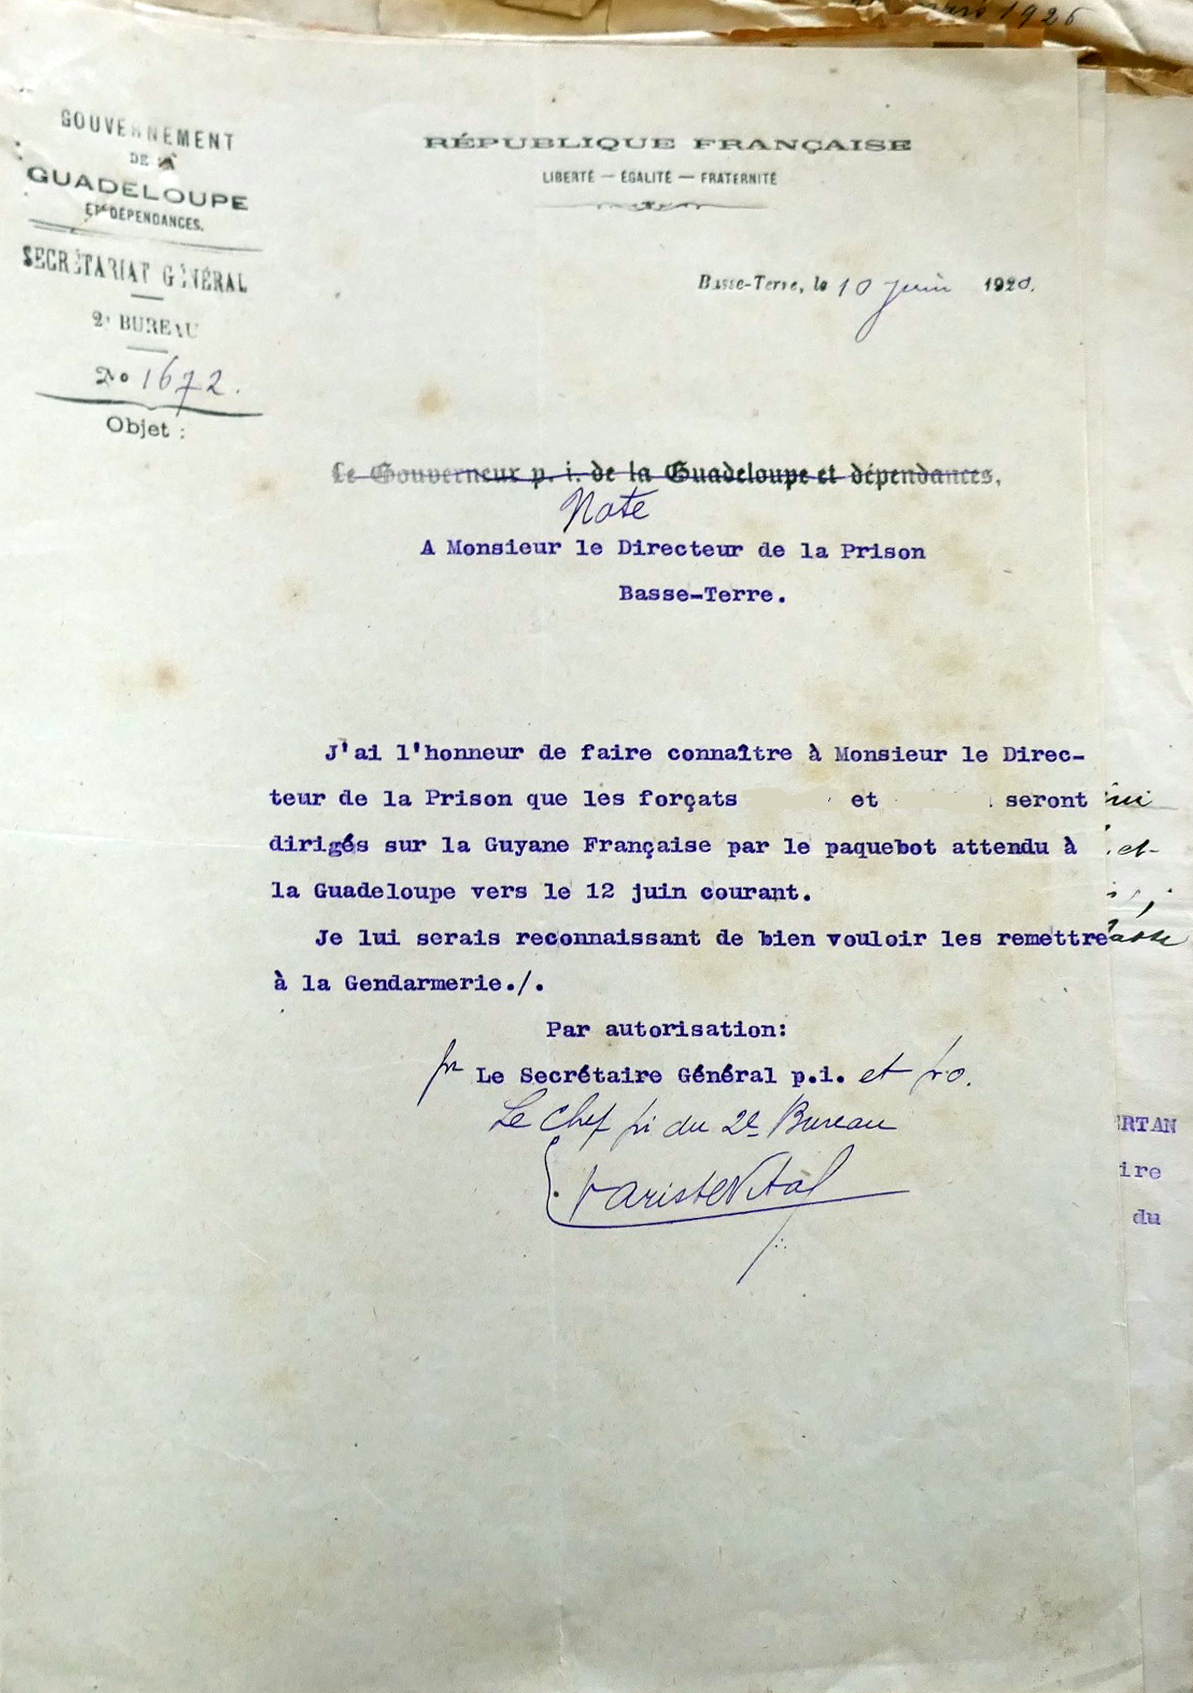 mars 1926
GOUVERNEMENT
DE LA
GUADELOUPE
ET DÉPENDANCES.
SECRÉTARIAT GÉNÉRAL
2e BUREAU
No 1672.
Objet :
RÉPUBLIQUE FRANÇAISE
LIBERTÉ — ÉGALITÉ — FRATERNITÉ
Basse-Terre, le 10 juin 1920.
Le Gouverneur p. i. de la Guadeloupe et dépendances,
Note
A Monsieur le Directeur de la Prison
Basse-Terre.
J'ai l'honneur de faire connaître à Monsieur le Direc-
teur de la Prison que les forçats et seront
dirigés sur la Guyane Française par le paquebot attendu à
la Guadeloupe vers le 12 juin courant.
Je lui serais reconnaissant de bien vouloir les remettre
à la Gendarmerie./.
Par autorisation:
pr Le Secrétaire Général p.i. et p.o.
Le Chef pi du 2e Bureau
et
RTAN
ire
du